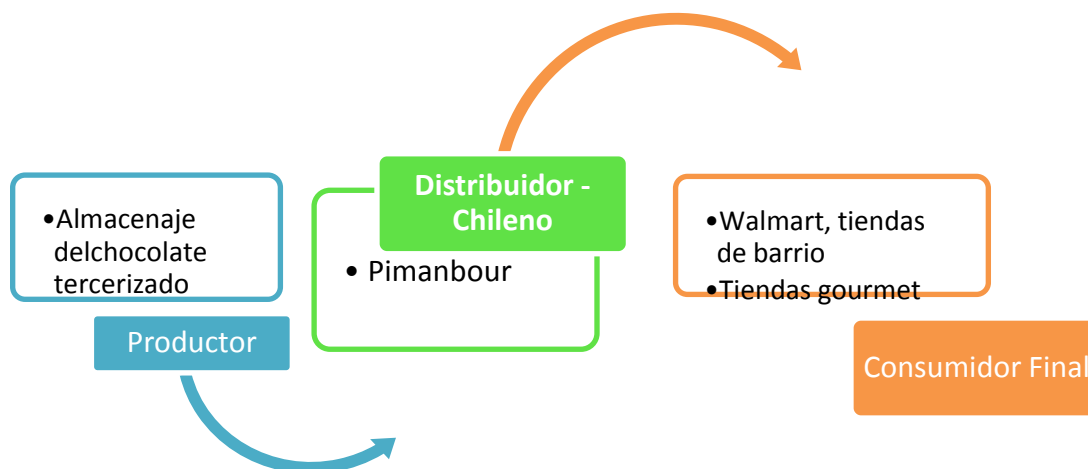 •Almacenaje
delchocolate
tercerizado
Productor
Distribuidor -
Chileno
• Pimanbour
•Walmart, tiendas
de barrio
•Tiendas gourmet
Consumidor Final